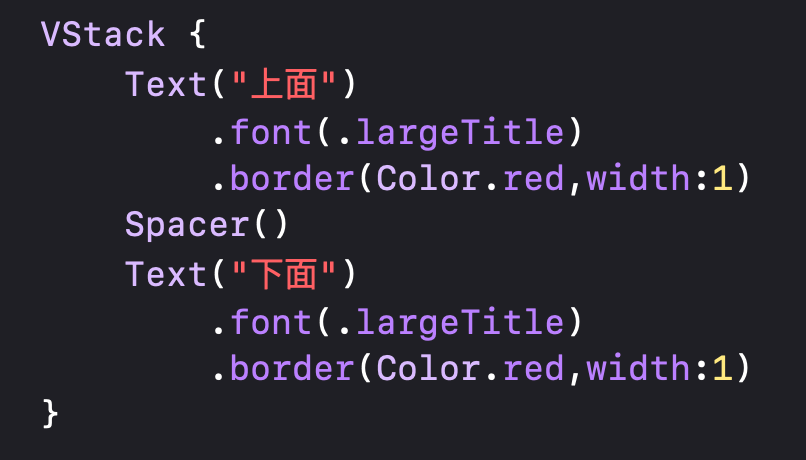 VStack {
Text("上面")
.font(.largeTitle)
.border(Color.red,width:1)
Spacer()
Text("下面")
.font(.largeTitle)
.border(Color.red,width:1)
}